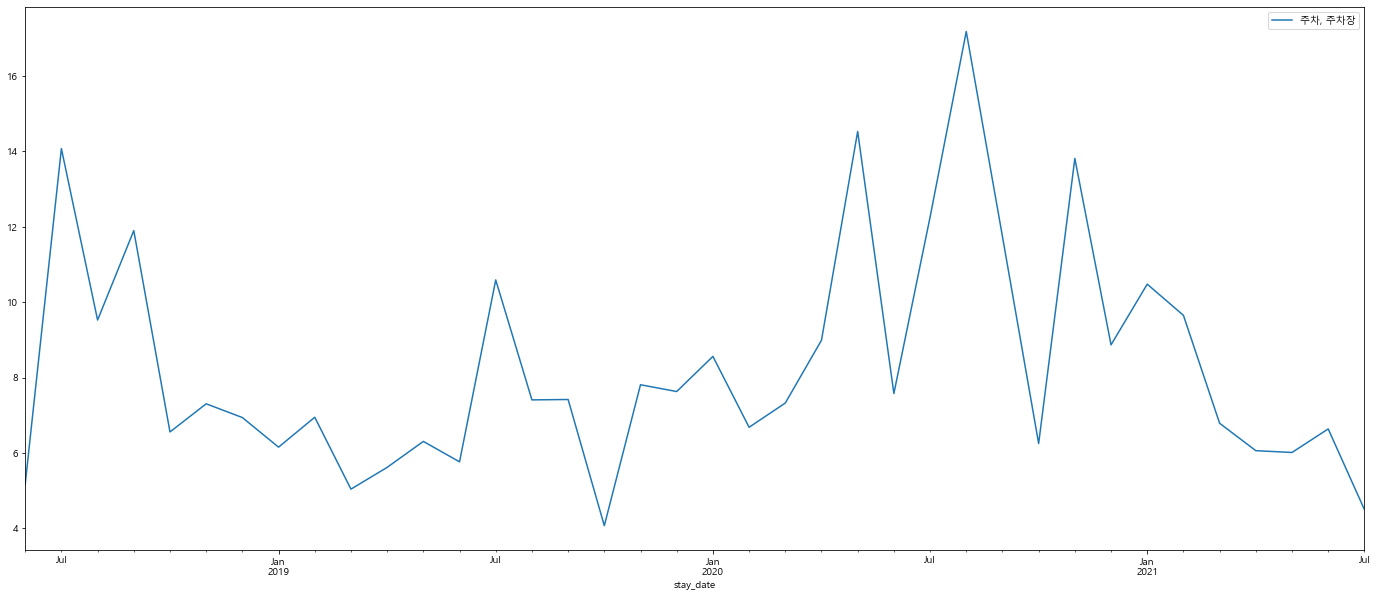 주차, 주차장
16
14
12
10
8
6
4
Jul
Jan
2019
Jul
Jan
2020
Jul
Jan
2021
Jul
stay_date